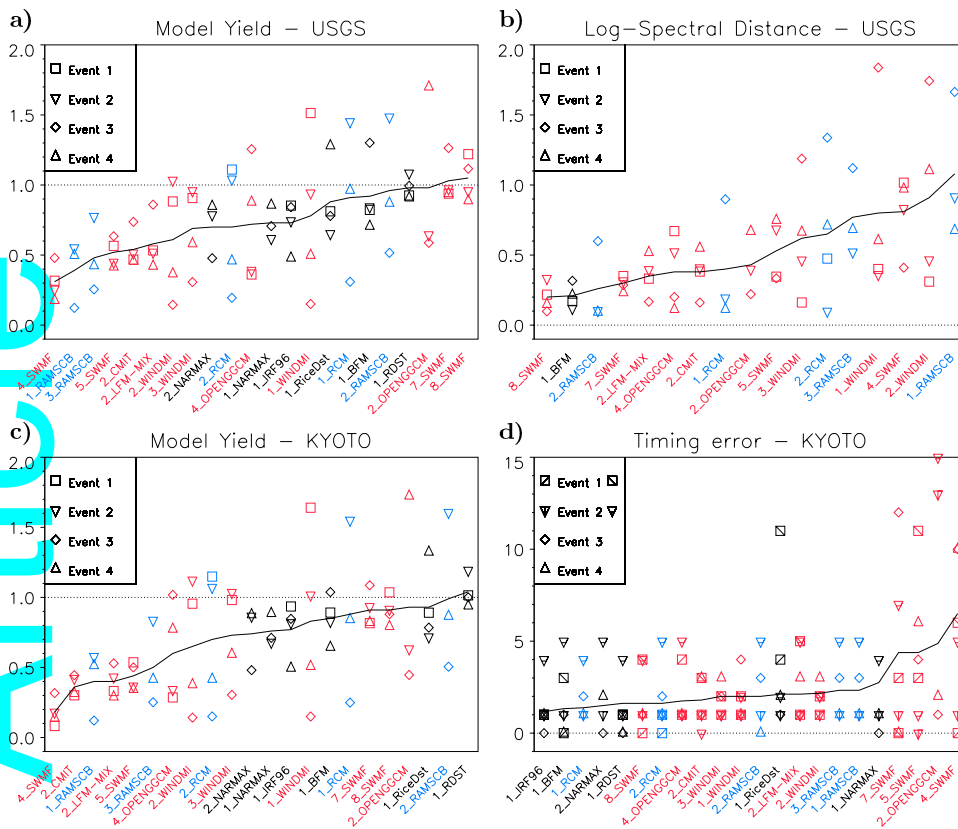 a)
Model Yield – USGS
2.0
1.5
1.0
0.5
0.0
Event 1
Event 2
Event 3
Event 4
4_SWMF
1_RAMSCB
3_RAMSCB
5_SWMF
2_CMIT
2_LFM-MIX
2_WINDMI
3_WINDMI
2_NARMAX
2_RCM
4_OPENGGCM
1_NARMAX
1_IRF96
1_WINDMI
1_RiceDst
1_RCM
1_BFM
2_RAMSCB
1_RDST
2_OPENGGCM
7_SWMF
8_SWMF
b)
Log–Spectral Distance – USGS
2.0
1.5
1.0
0.5
0.0
Event 1
Event 2
Event 3
Event 4
8_SWMF
1_BFM
2_RAMSCB
7_SWMF
2_LFM-MIX
4_OPENGGCM
2_CMIT
1_RCM
2_OPENGGCM
5_SWMF
3_WINDMI
2_RCM
3_RAMSCB
1_WINDMI
4_SWMF
2_WINDMI
1_RAMSCB
c)
Model Yield – KYOTO
2.0
1.5
1.0
0.5
0.0
Event 1
Event 2
Event 3
Event 4
4_SWMF
2_CMIT
1_RAMSCB
2_LFM-MIX
5_SWMF
3_RAMSCB
4_OPENGGCM
2_WINDMI
2_RCM
3_WINDMI
2_NARMAX
1_NARMAX
1_IRF96
1_WINDMI
1_BFM
1_RCM
7_SWMF
8_SWMF
2_OPENGGCM
1_RiceDst
2_RAMSCB
1_RDST
d)
Timing error – KYOTO
15
10
5
0
Event 1
Event 2
Event 3
Event 4
1_IRF96
1_BFM
1_RCM
2_NARMAX
1_RDST
8_SWMF
2_RCM
4_OPENGGCM
2_CMIT
3_WINDMI
1_WINDMI
2_RAMSCB
1_RiceDst
2_LFM-MIX
2_WINDMI
3_RAMSCB
1_RAMSCB
1_NARMAX
7_SWMF
5_SWMF
2_OPENGGCM
4_SWMF